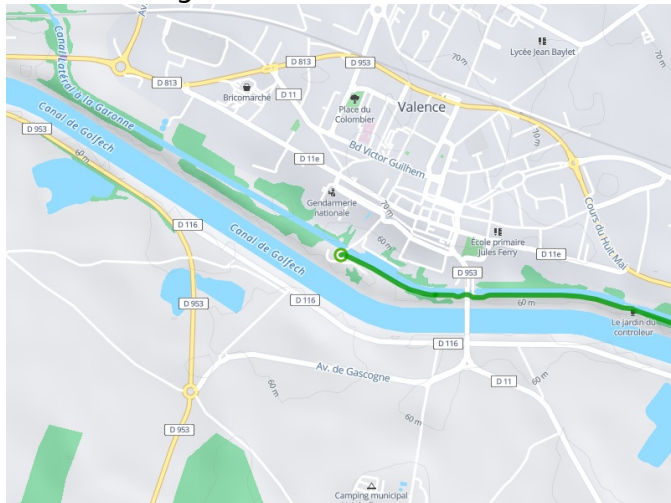 Av.
Lycée Jean Baylet
70 m
70 m
D 813
D 953
D 813
Bricomarché
D 11
Place du
Colombier
Valence
Canal Latéral à la Garonne
Canal de Golfech
D 953
60 m
D 11e
Bd Victor Guilhem
70 m
Gendarmerie
nationale
70 m
Cours du Huit Mai
D 116
Canal de Golfech
60 m
École primaire
Jules Ferry
D 11e
D 953
D 953
D 116
60 m
Le Jardin du
controleur
D 116
Av. de Gascogne
60 m
60 m
D 11
60 m
D 953
Camping municipal